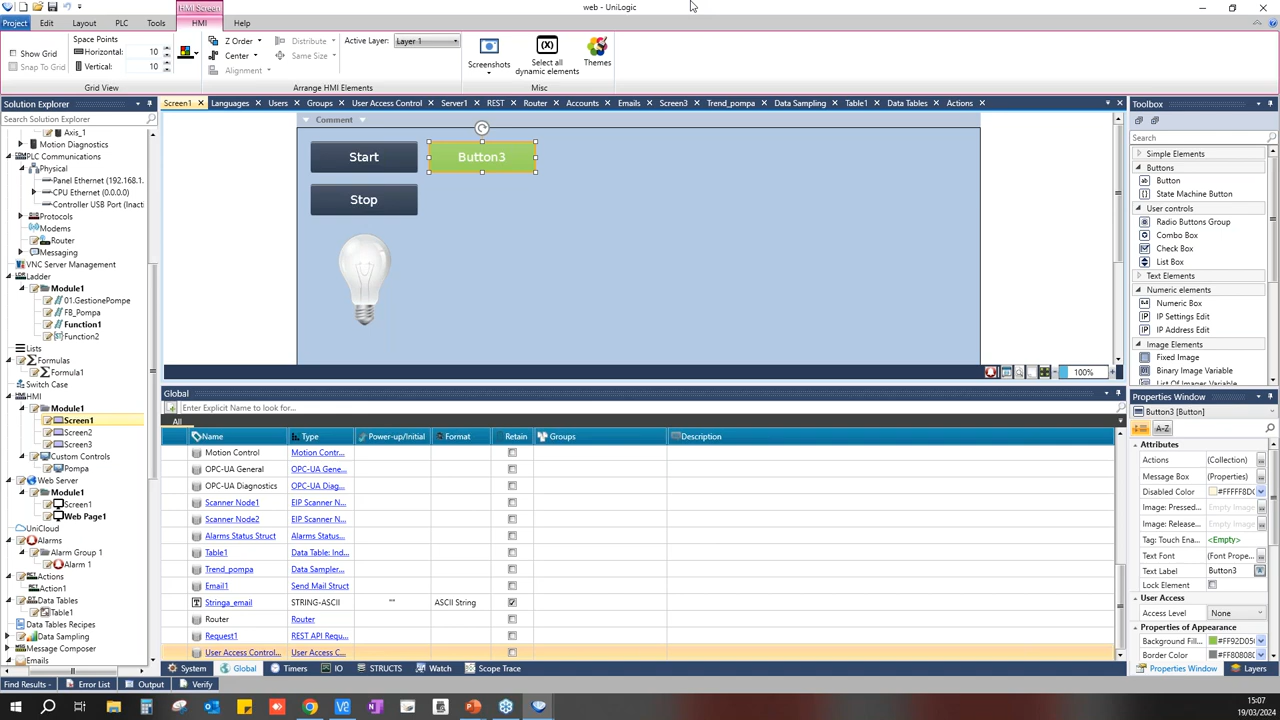 web - UniLogic
HMI Screen
Project Edit Layout PLC Tools HMI Help
Show Grid
Snap To Grid
Space Points
Horizontal: 10
Vertical: 10
Grid View
Z Order
Center
Alignment
Distribute
Same Size
Active Layer: Layer 1
Arrange HMI Elements
Screenshots
Select all dynamic elements
Themes
Misc
Solution Explorer
Search Solution Explorer
Axis_1
Motion Diagnostics
PLC Communications
Physical
Panel Ethernet (192.168.1.
CPU Ethernet (0.0.0.0)
Controller USB Port (Inacti
Protocols
Modems
Router
Messaging
VNC Server Management
Ladder
Module1
01.GestionePompe
FB_Pompa
Function1
Function2
Lists
Formulas
Formula1
Switch Case
HMI
Module1
Screen1
Screen2
Screen3
Custom Controls
Pompa
Web Server
Module1
Screen1
Web Page1
UniCloud
Alarms
Alarm Group 1
Alarm 1
Actions
Action1
Data Tables
Table1
Data Tables Recipes
Data Sampling
Message Composer
Emails
Screen1 Languages Users Groups User Access Control Server1 REST Router Accounts Emails Screen3 Trend_pompa Data Sampling Table1 Data Tables Actions
Comment
Start
Button3
Stop
100%
Global
Enter Explicit Name to look for...
All
Name Type Power-up/Initial Format Retain Groups Description
Motion Control Motion Contr...
OPC-UA General OPC-UA Gene...
OPC-UA Diagnostics OPC-UA Diag...
Scanner Node1 EIP Scanner N...
Scanner Node2 EIP Scanner N...
Alarms Status Struct Alarms Status...
Table1 Data Table: Ind...
Trend_pompa Data Sampler...
Email1 Send Mail Struct
Stringa_email STRING-ASCII "" ASCII String
Router Router
Request1 REST API Requ...
User Access Control... User Access C...
System Global Timers IO STRUCTS Watch Scope Trace
Toolbox
Search
Simple Elements
Buttons
Button
State Machine Button
User controls
Radio Buttons Group
Combo Box
Check Box
List Box
Text Elements
Numeric elements
Numeric Box
IP Settings Edit
IP Address Edit
Image Elements
Fixed Image
Binary Image Variable
List Of Images Variable
Properties Window
Button3 [Button]
Attributes
Actions (Collection)
Message Box (Properties)
Disabled Color #FFFFF8D
Image: Pressed Empty Image
Image: Release Empty Image
Tag: Touch Ena <Empty>
Text Font (Font Prope
Text Label Button3
Lock Element
User Access
Access Level None
Properties of Appearance
Background Fill #FF92D05
Border Color #FF80808
Properties Window Layers
Find Results - Error List Output Verify
15:07
19/03/2024